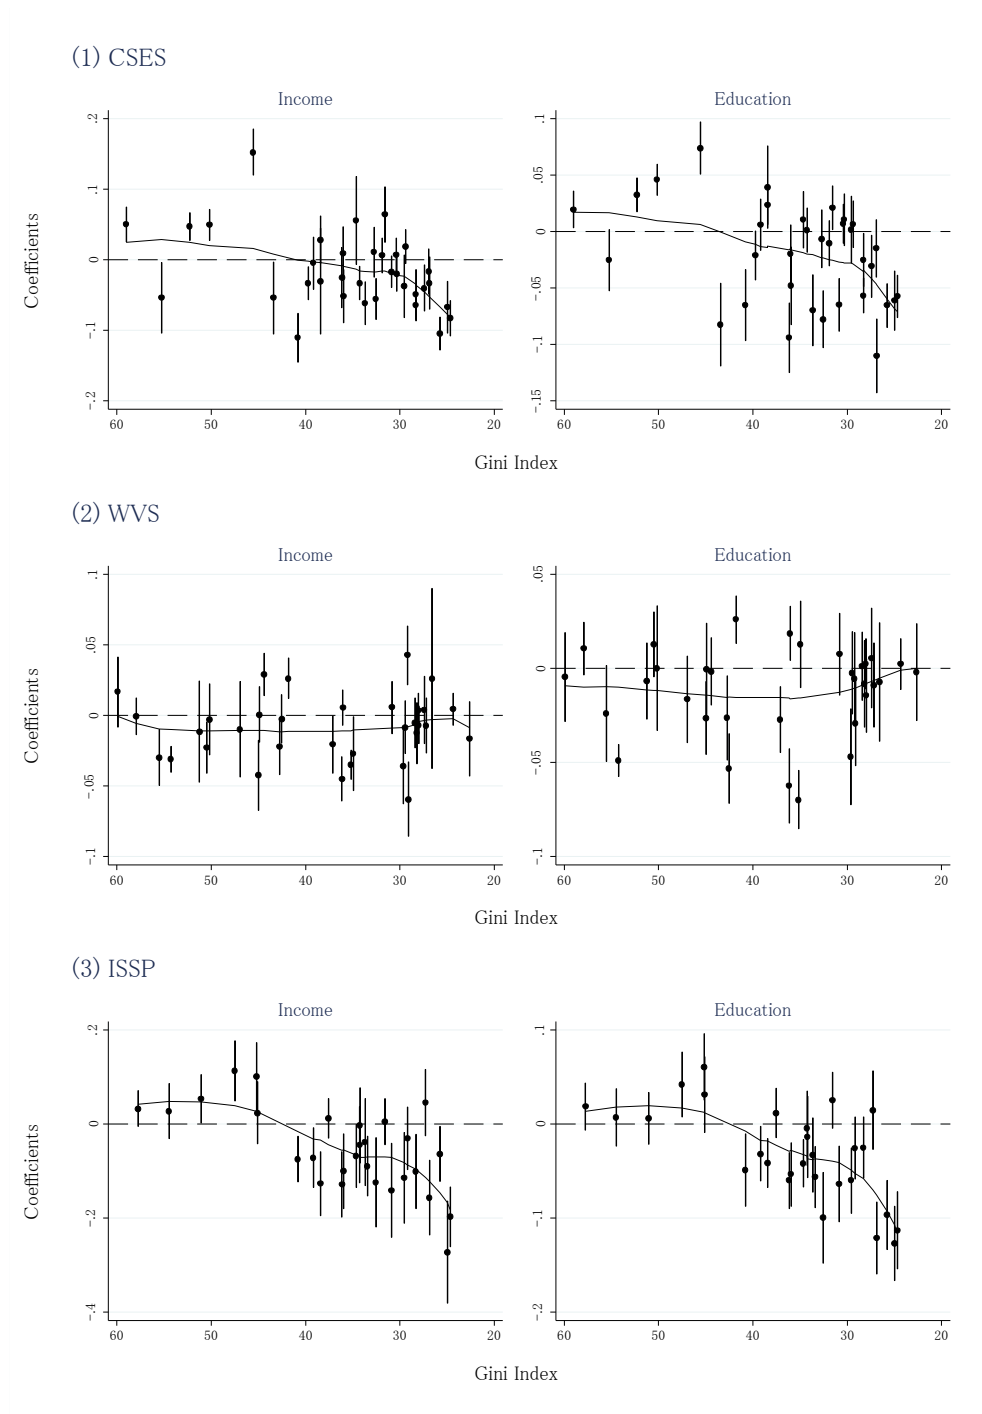 (1) CSES
Income Education
.2 .1 0 -.1 -.2
.1 .05 0 -.05 -.1 -.15
60 50 40 30 20 60 50 40 30 20
Coefficients
Gini Index
(2) WVS
Income Education
.1 .05 0 -.05 -.1
.05 0 -.05 -.1
60 50 40 30 20 60 50 40 30 20
Coefficients
Gini Index
(3) ISSP
Income Education
.2 0 -.2 -.4
.1 0 -.1 -.2
60 50 40 30 20 60 50 40 30 20
Coefficients
Gini Index